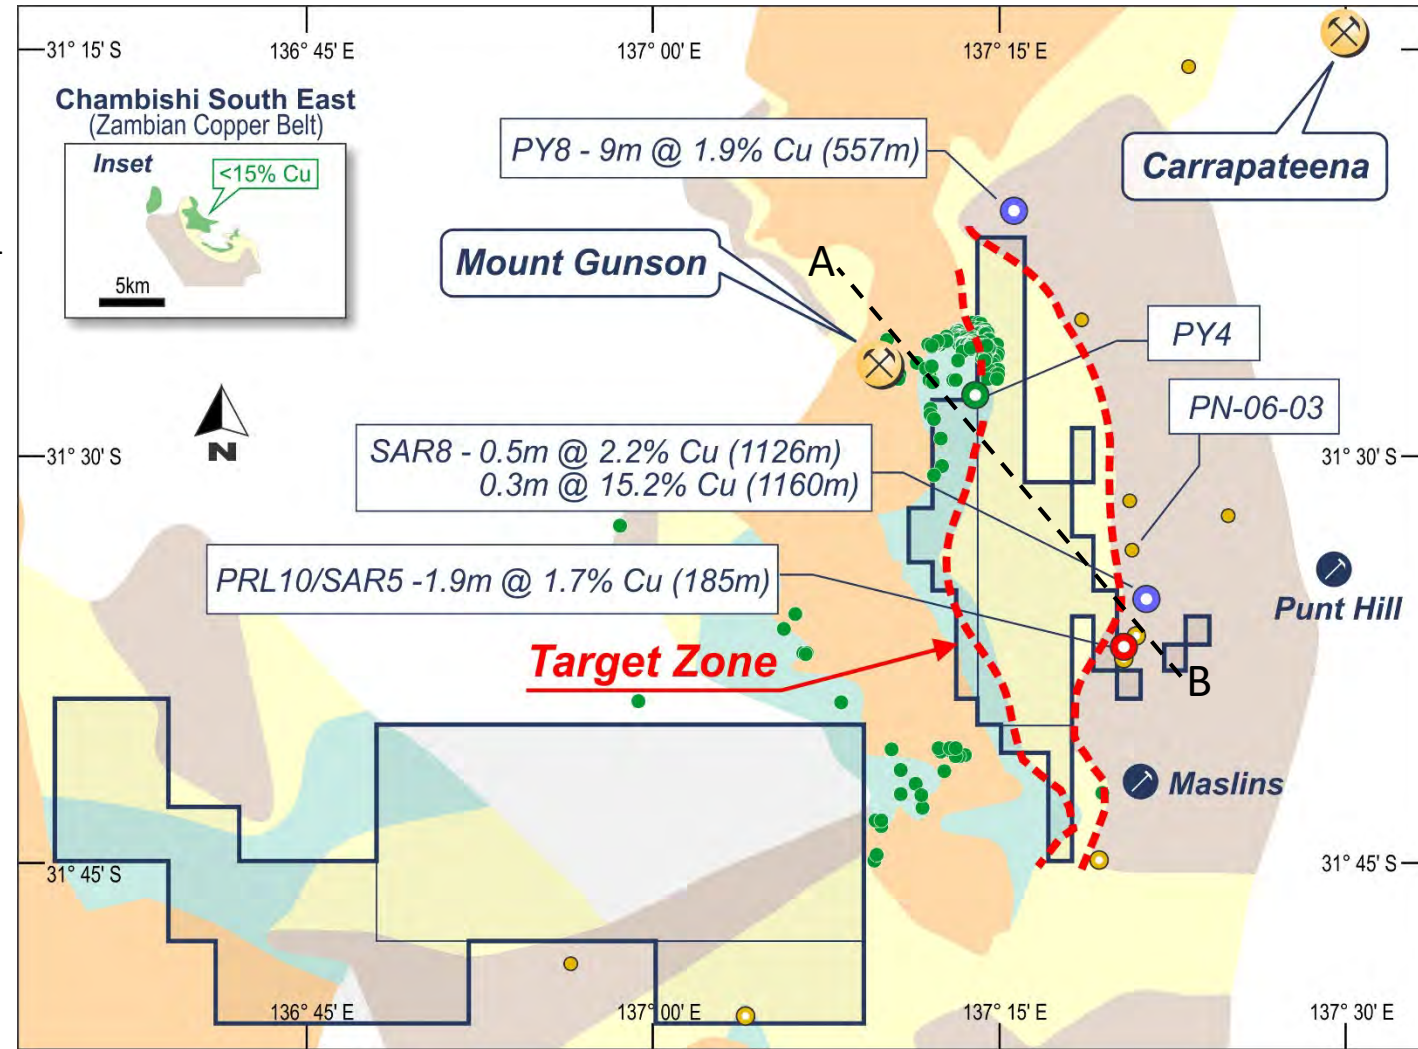 31° 15' S
136° 45' E
137° 00' E
137° 15' E
Chambishi South East
(Zambian Copper Belt)
Inset
<15% Cu
5km
PY8 - 9m @ 1.9% Cu (557m)
Carrapateena
Mount Gunson
A
PY4
PN-06-03
N
SAR8 - 0.5m @ 2.2% Cu (1126m)
0.3m @ 15.2% Cu (1160m)
31° 30' S
31° 30' S
PRL10/SAR5 -1.9m @ 1.7% Cu (185m)
Punt Hill
Target Zone
B
Maslins
31° 45' S
31° 45' S
136° 45' E
137° 00' E
137° 15' E
137° 30' E